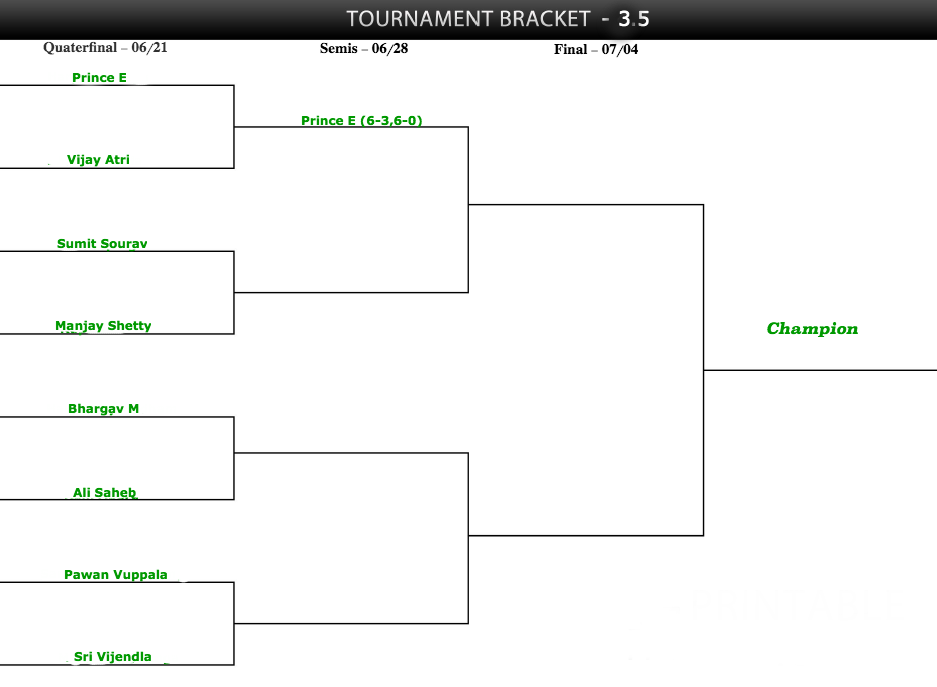 TOURNAMENT BRACKET - 3.5
Quaterfinal – 06/21
Semis – 06/28
Final – 07/04
Prince E
Prince E (6-3,6-0)
Vijay Atri
Sumit Sourav
Manjay Shetty
Champion
Bhargav M
Ali Saheb
Pawan Vuppala
Sri Vijendla